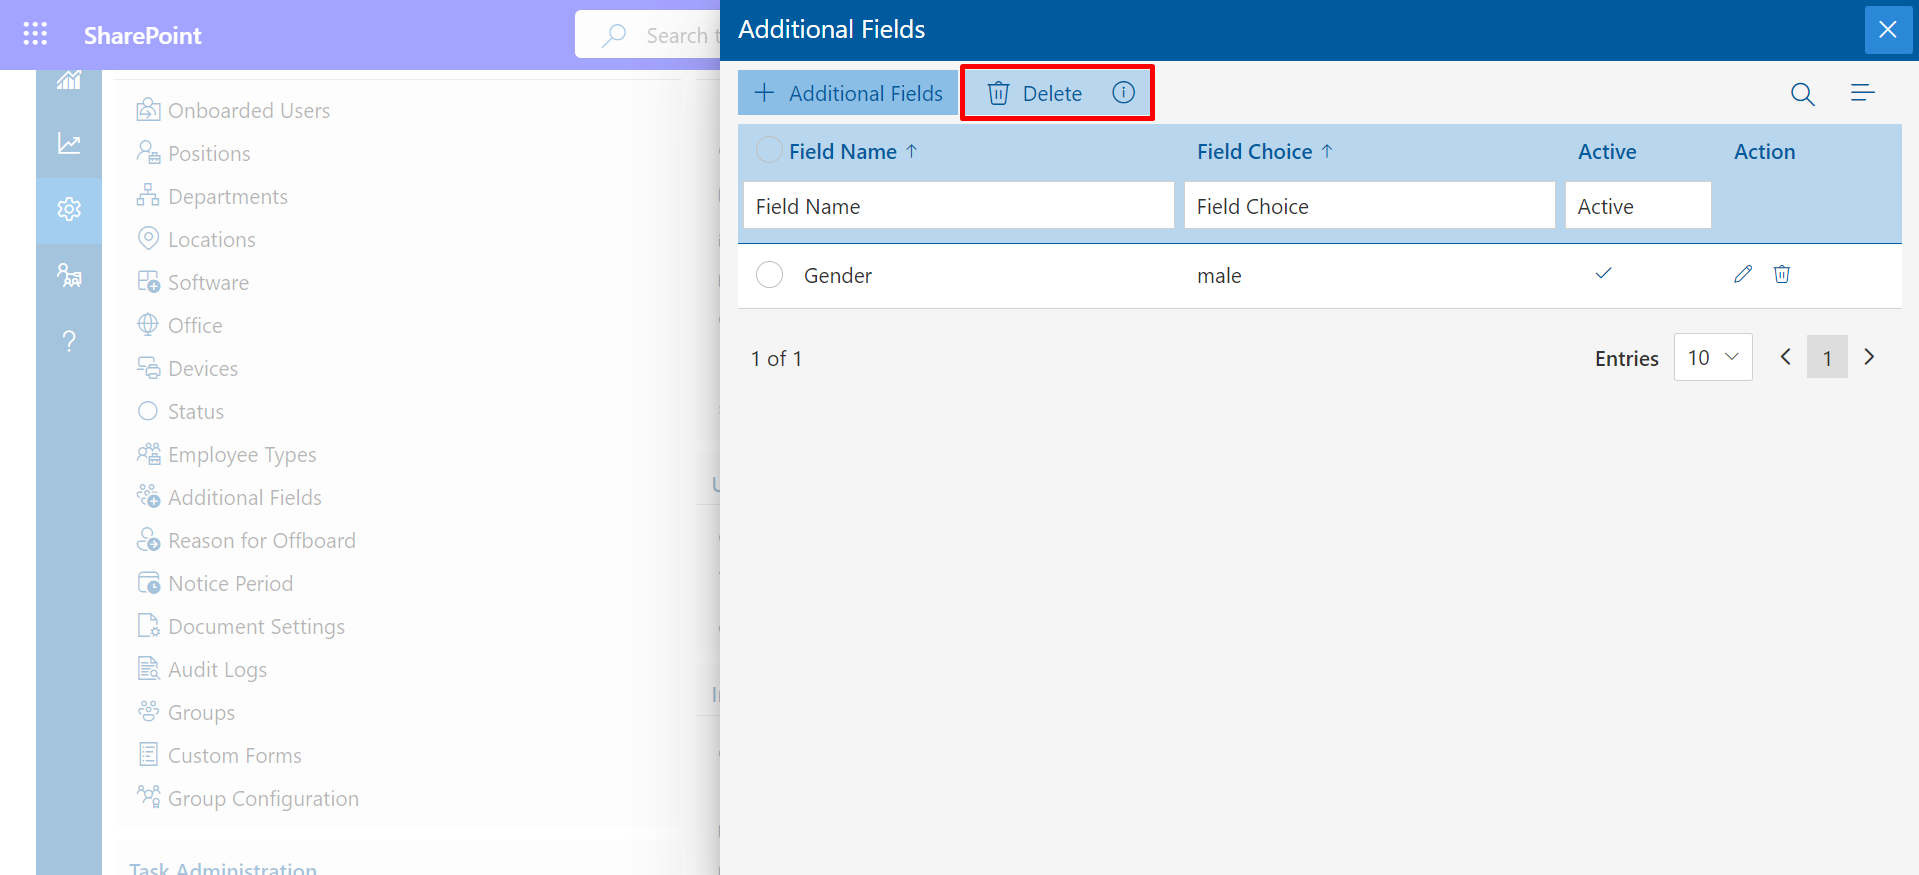 SharePoint
Search t
Onboarded Users
Positions
Departments
Locations
Software
Office
Devices
Status
Employee Types
Additional Fields
Reason for Offboard
Notice Period
Document Settings
Audit Logs
Groups
Custom Forms
Group Configuration
Task Administration
Additional Fields
Additional Fields Delete
Field Name ↑ Field Choice ↑ Active Action
Field Name Field Choice Active
Gender male
1 of 1 Entries 10 1